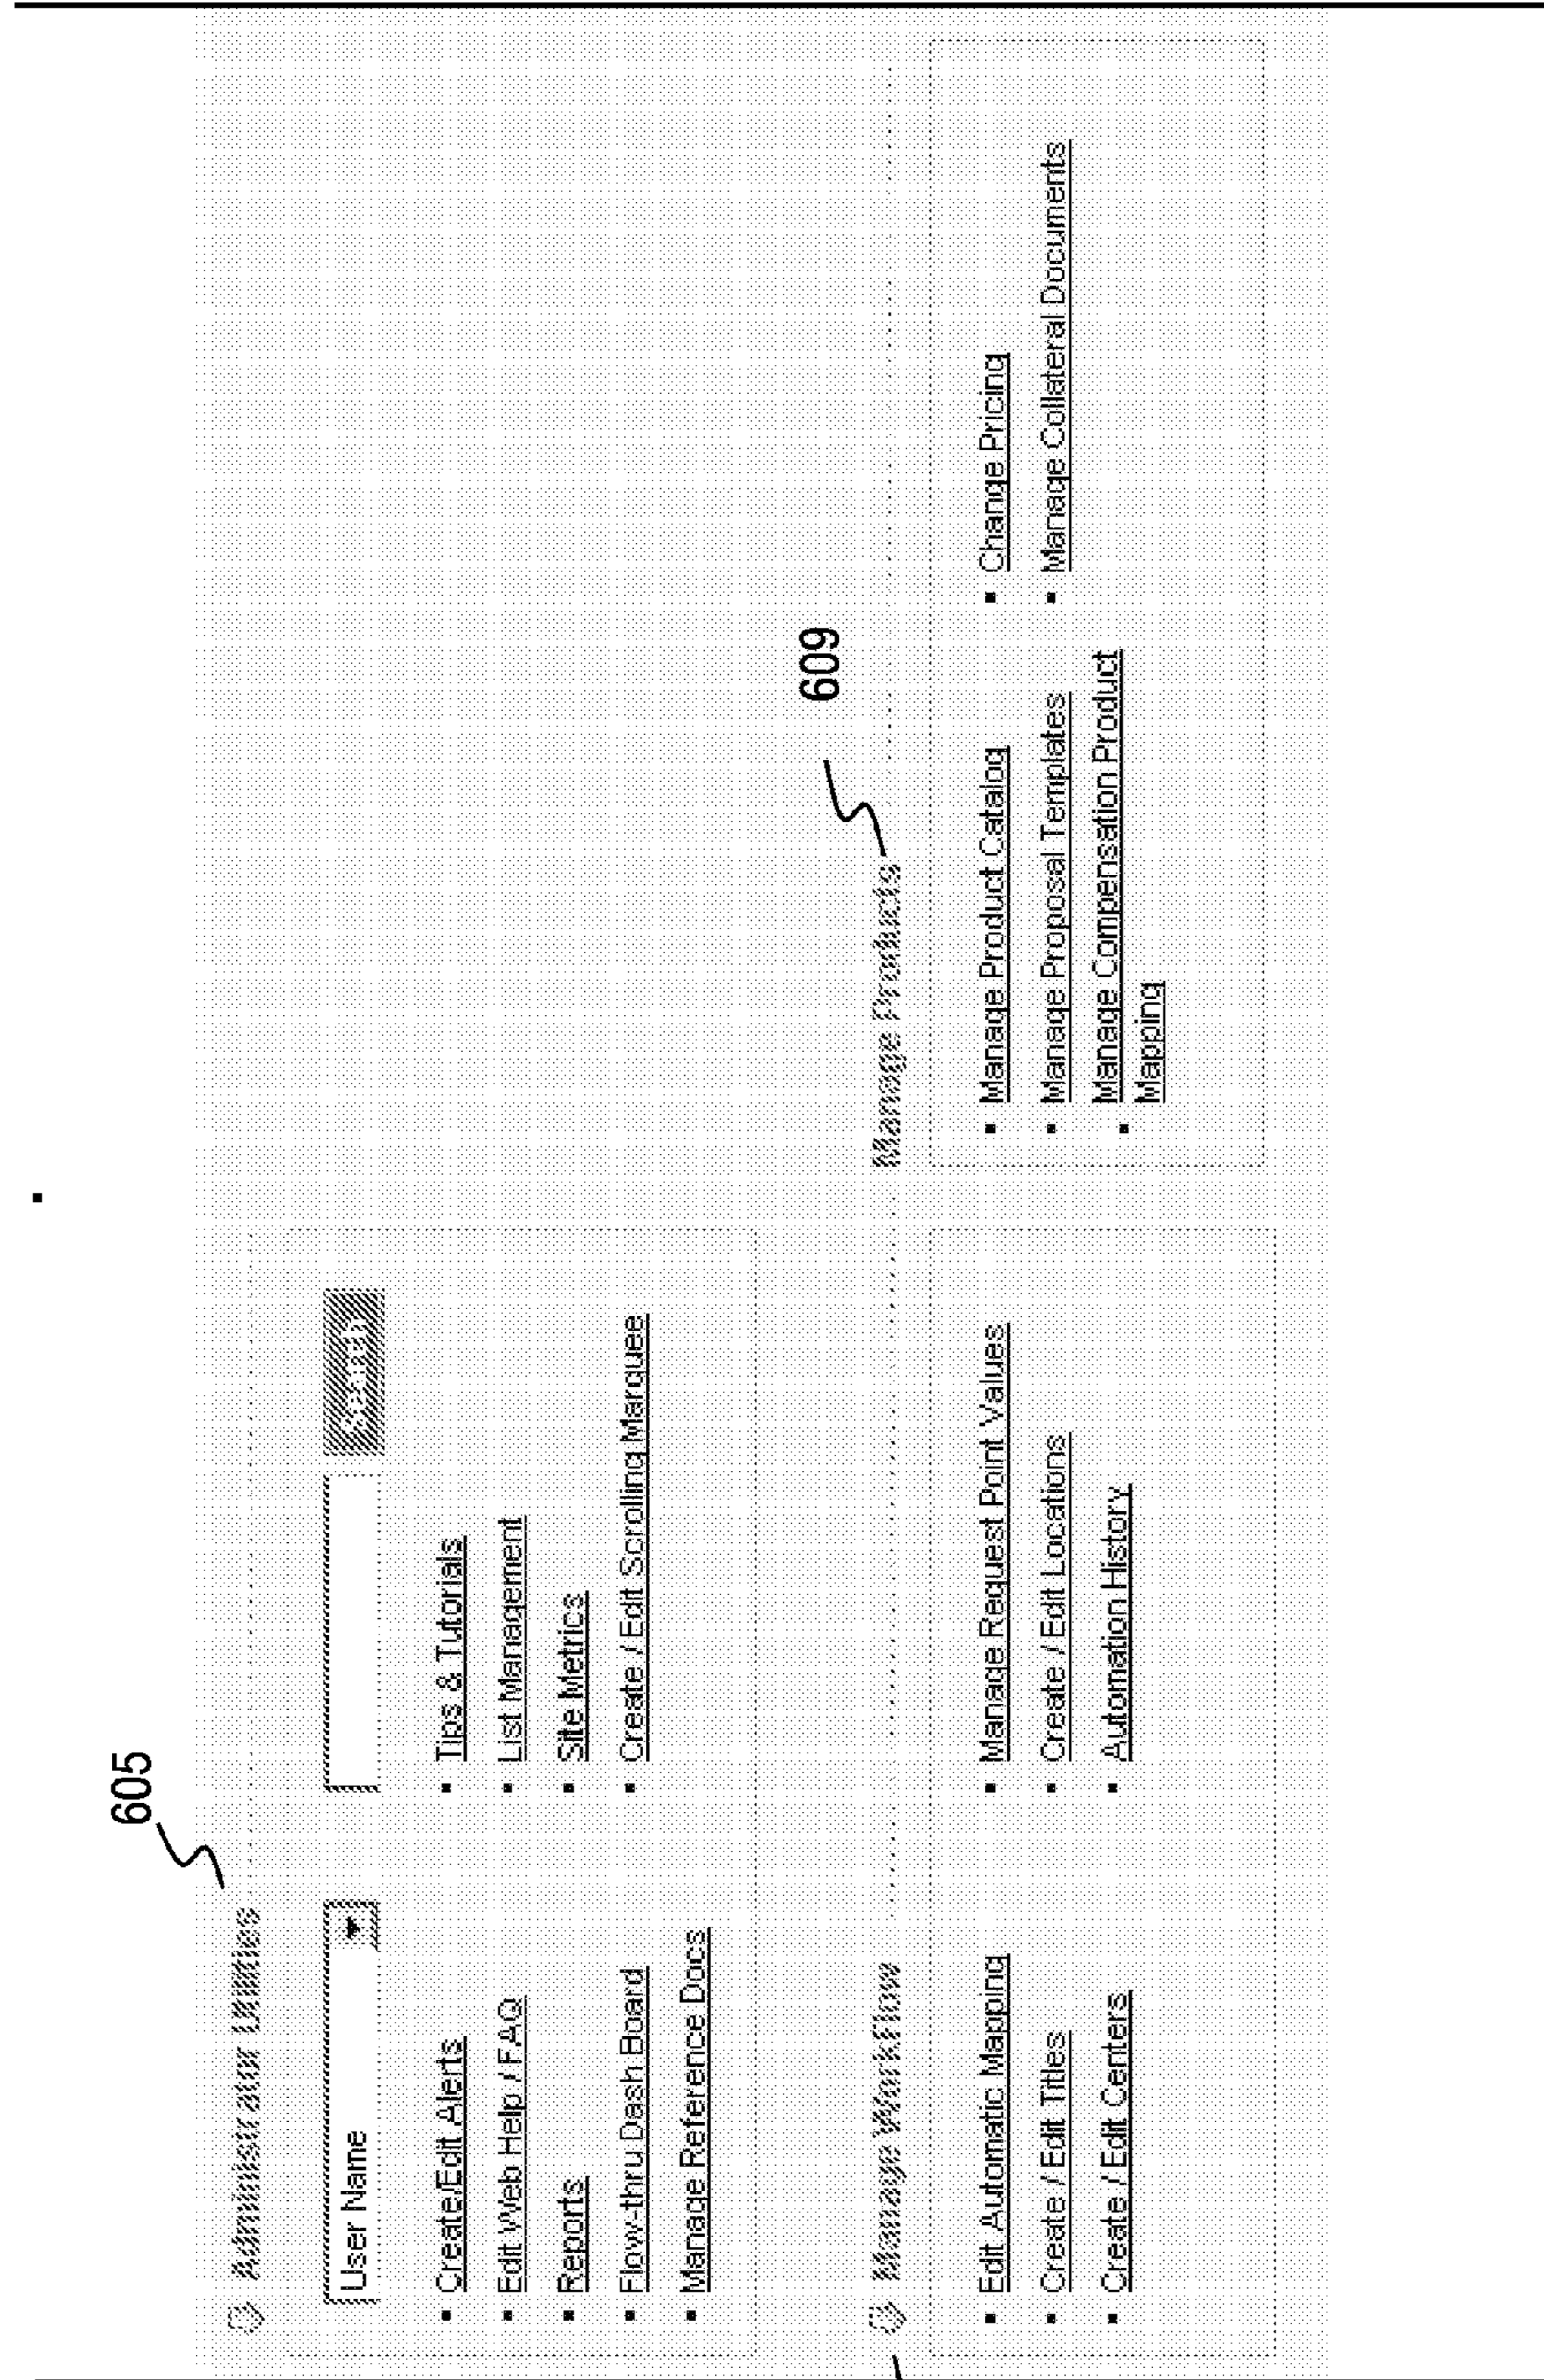 605
Administrator Utilities
User Name
Search
▪ Create/Edit Alerts
▪ Edit Web Help / FAQ
▪ Reports
▪ Flow-thru Dash Board
▪ Manage Reference Docs
▪ Tips & Tutorials
▪ List Management
▪ Site Metrics
▪ Create / Edit Scrolling Marquee
Manage Workflow
▪ Edit Automatic Mapping
▪ Create / Edit Titles
▪ Create / Edit Centers
▪ Manage Request Point Values
▪ Create / Edit Locations
▪ Automation History
609
Manage Products
▪ Manage Product Catalog
▪ Manage Proposal Templates
▪ Manage Compensation Product
Mapping
▪ Change Pricing
▪ Manage Collateral Documents